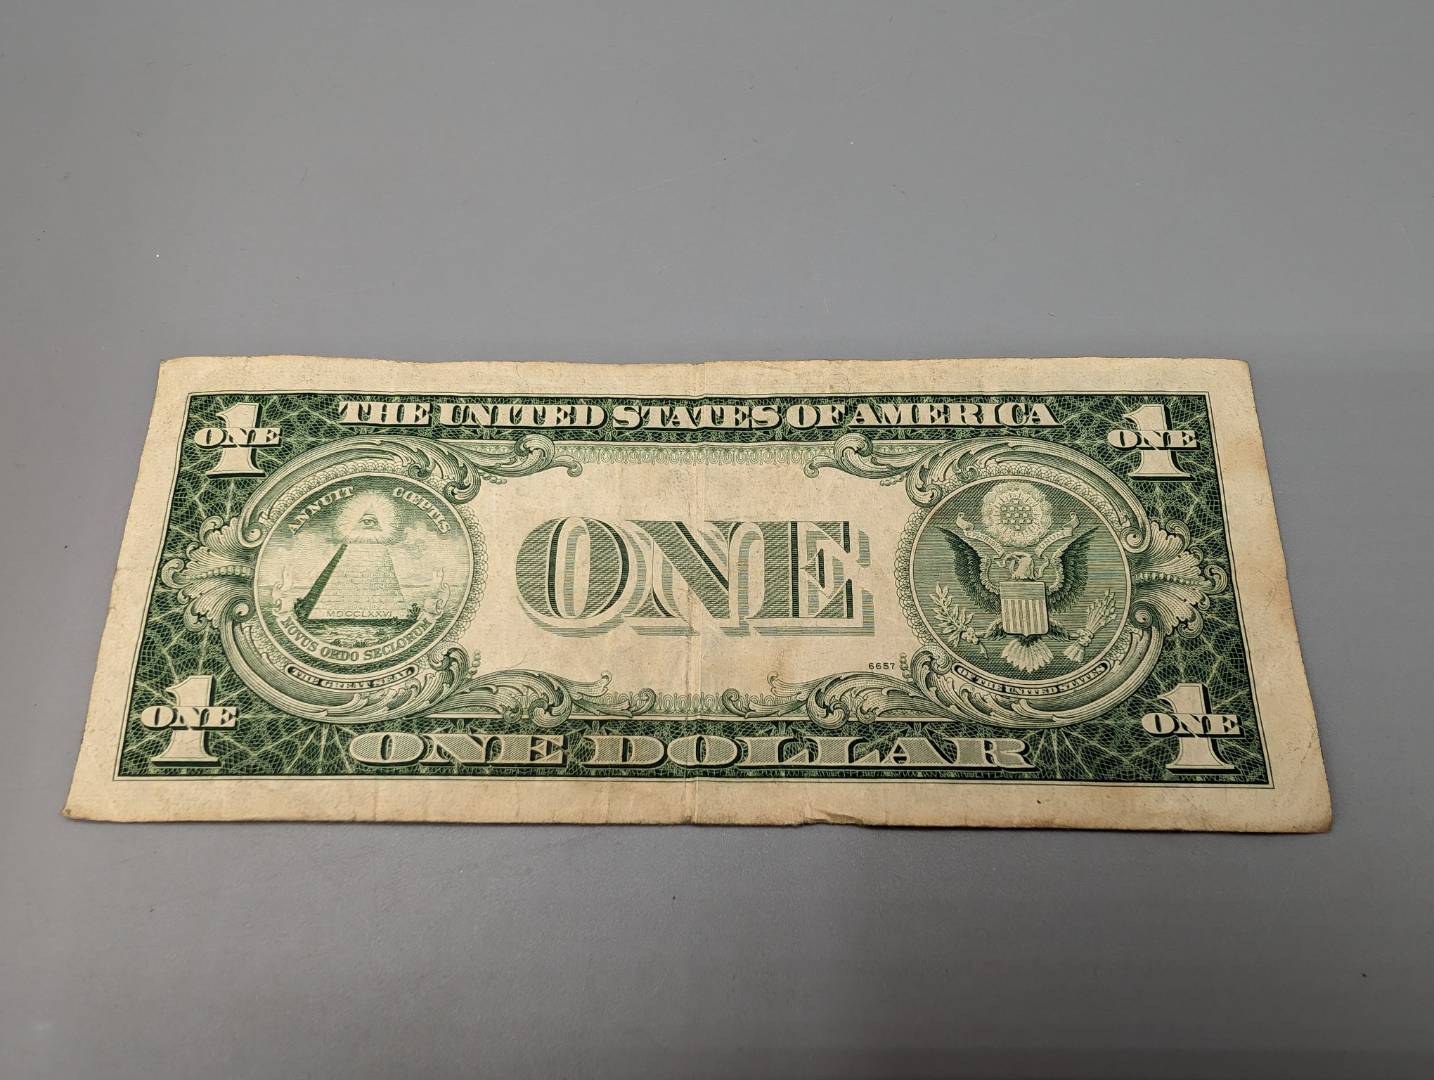 THE UNITED STATES OF AMERICA
1
ONE
1
ONE
ANNUIT CŒPTIS
MDCCLXXVI
NOVUS ORDO SECLORUM
THE GREAT SEAL
ONE
6657
OF THE UNITED STATES
1
ONE
ONE DOLLAR
1
ONE